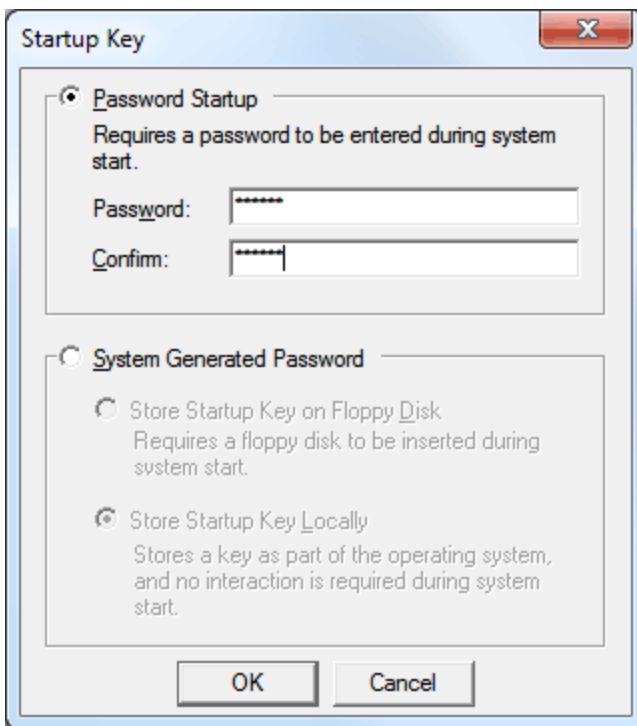 Startup Key
Password Startup
Requires a password to be entered during system
start.
Password: ******
Confirm: ******
System Generated Password
Store Startup Key on Floppy Disk
Requires a floppy disk to be inserted during
system start.
Store Startup Key Locally
Stores a key as part of the operating system,
and no interaction is required during system
start.
OK Cancel